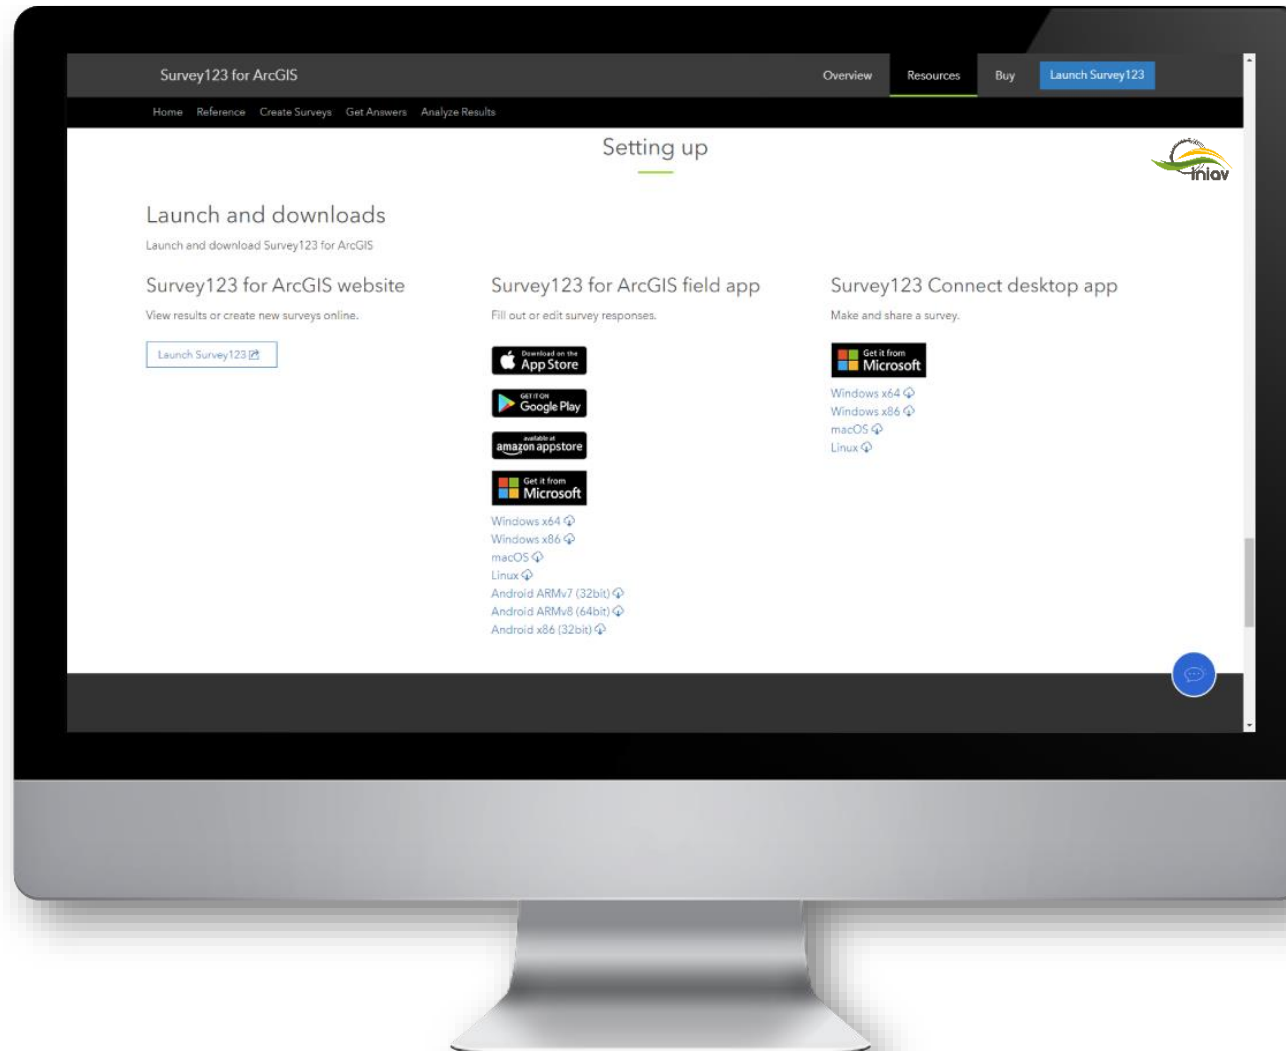 Survey123 for ArcGIS
Overview
Resources
Buy
Launch Survey123
Home Reference Create Surveys Get Answers Analyze Results
Setting up
iniav
Launch and downloads
Launch and download Survey123 for ArcGIS
Survey123 for ArcGIS website
View results or create new surveys online.
Launch Survey123
Survey123 for ArcGIS field app
Fill out or edit survey responses.
Download on the
App Store
GET IT ON
Google Play
available at
amazon appstore
Get it from
Microsoft
Windows x64
Windows x86
macOS
Linux
Android ARMv7 (32bit)
Android ARMv8 (64bit)
Android x86 (32bit)
Survey123 Connect desktop app
Make and share a survey.
Get it from
Microsoft
Windows x64
Windows x86
macOS
Linux